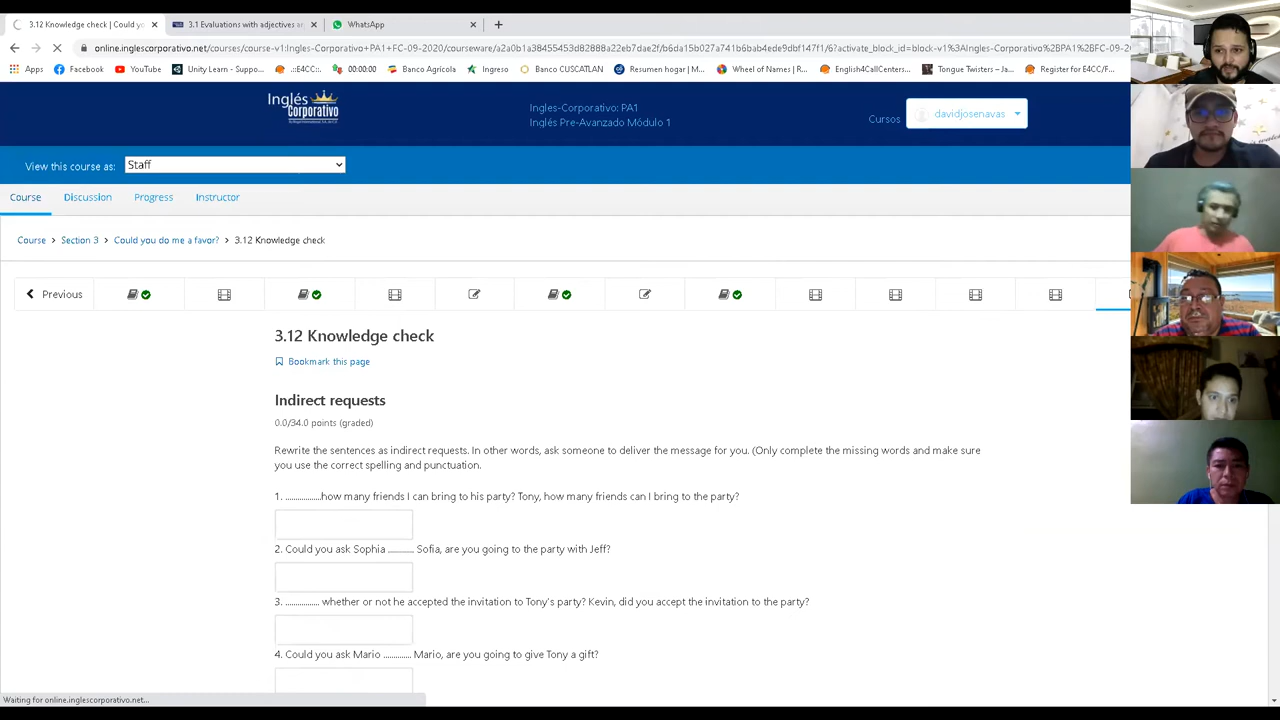 3.12 Knowledge check | Could yo
3.1 Evaluations with adjectives ar
WhatsApp
online.inglescorporativo.net/courses/course-v1:Ingles-Corporativo+PA1+FC-09-2020/courseware/a2a0b1a38455453d82888a22eb7dae2f/b6da15b027a741b6bab4ede9dbf147f1/6?activate_block_id=block-v1%3AIngles-Corporativo%2BPA1%2BFC-09-2
Apps
Facebook
YouTube
Unity Learn - Suppo...
.::E4CC::.
00:00:00
Banco Agrícola
Ingreso
Banco CUSCATLAN
Resumen hogar | M...
Wheel of Names | R...
English4CallCenters...
Tongue Twisters – Ja...
Register for E4CC/F...
Inglés
Corporativo
Ingles-Corporativo: PA1
Inglés Pre-Avanzado Módulo 1
Cursos
davidjosenavas
View this course as:
Staff
Course
Discussion
Progress
Instructor
Course
Section 3
Could you do me a favor?
3.12 Knowledge check
Previous
3.12 Knowledge check
Bookmark this page
Indirect requests
0.0/34.0 points (graded)
Rewrite the sentences as indirect requests. In other words, ask someone to deliver the message for you. (Only complete the missing words and make sure
you use the correct spelling and punctuation.
1. .................how many friends I can bring to his party? Tony, how many friends can I bring to the party?
2. Could you ask Sophia ............. Sofia, are you going to the party with Jeff?
3. ................ whether or not he accepted the invitation to Tony's party? Kevin, did you accept the invitation to the party?
4. Could you ask Mario ............. Mario, are you going to give Tony a gift?
Waiting for online.inglescorporativo.net...